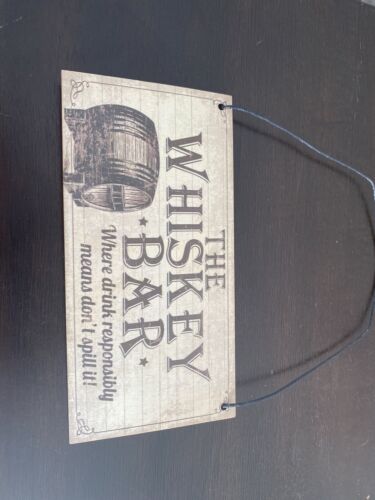 THE
WHISKEY
BAR
Where drink responsibly
means don't spill it!